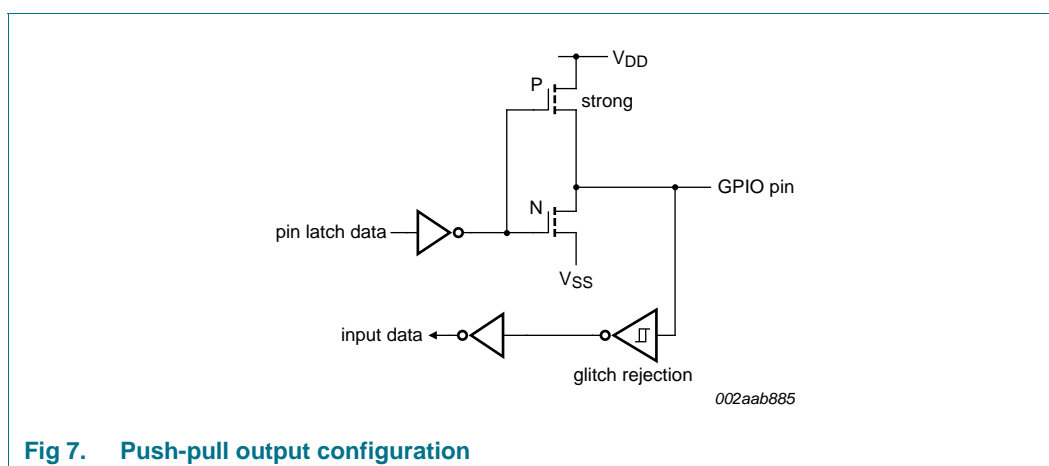 VDD
P
strong
GPIO pin
N
pin latch data
VSS
input data
glitch rejection
002aab885
Fig 7. Push-pull output configuration